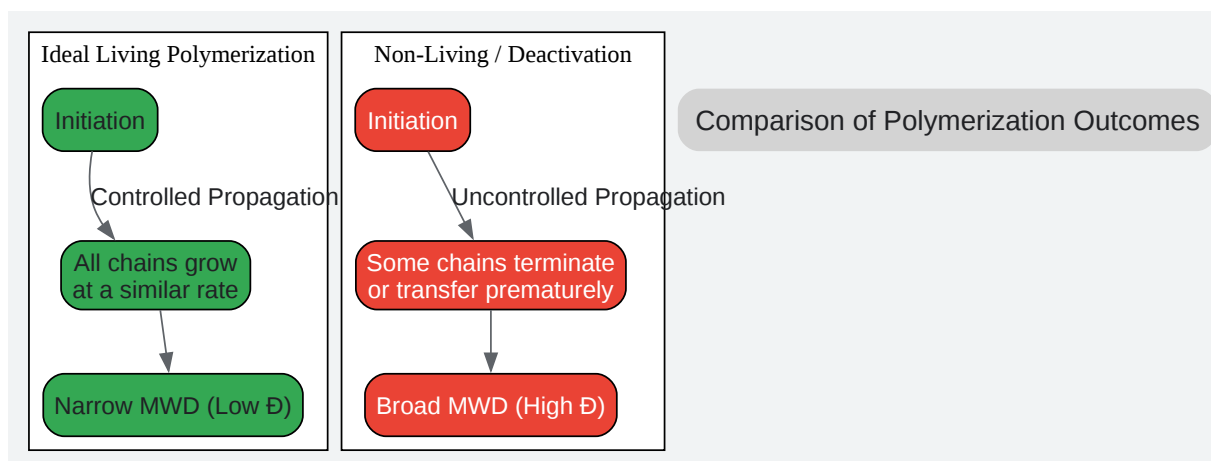 Ideal Living Polymerization
Initiation
Controlled Propagation
All chains grow
at a similar rate
Narrow MWD (Low Đ)
Non-Living / Deactivation
Initiation
Uncontrolled Propagation
Some chains terminate
or transfer prematurely
Broad MWD (High Đ)
Comparison of Polymerization Outcomes